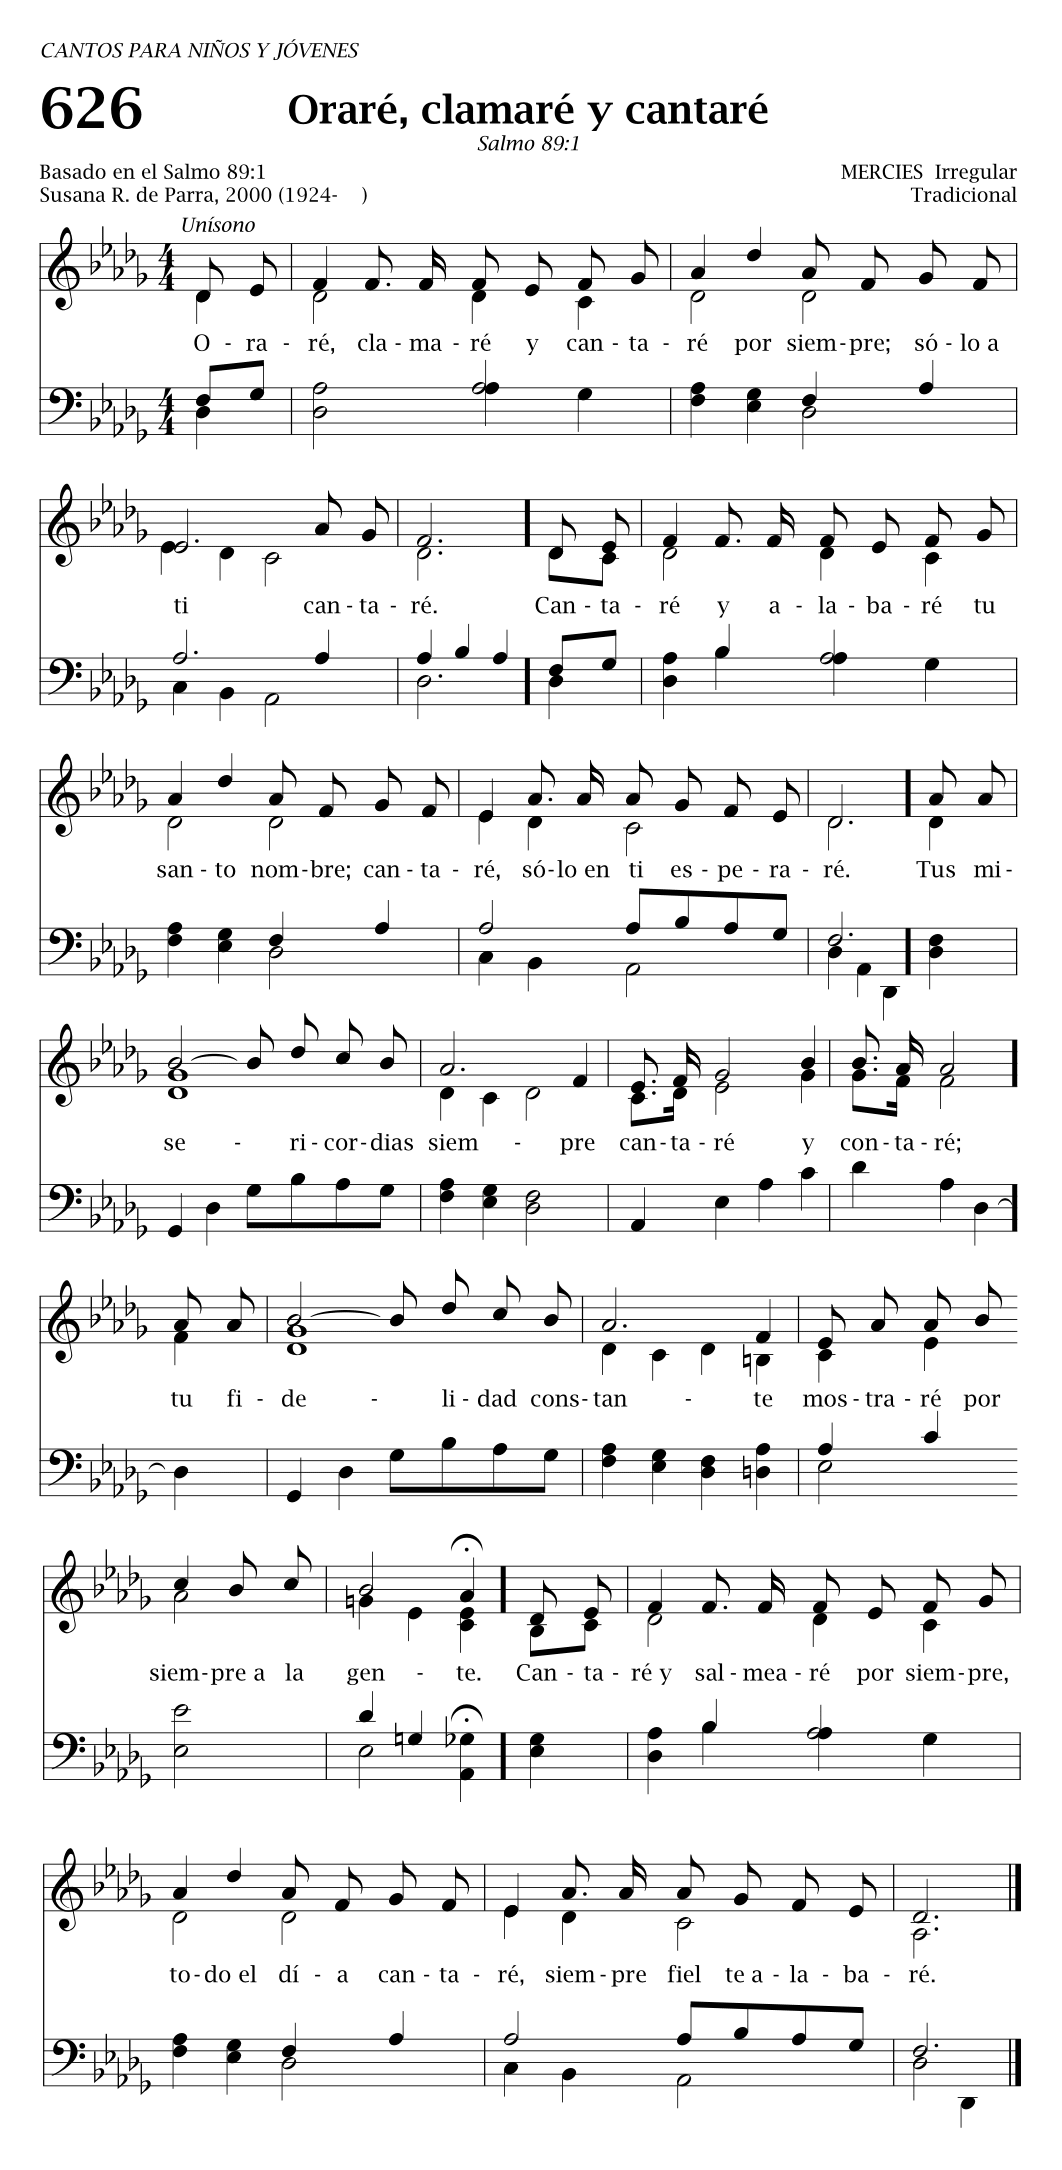 CANTOS PARA NIÑOS Y JÓVENES
626 Oraré, clamaré y cantaré
Salmo 89:1
Basado en el Salmo 89:1 MERCIES Irregular
Susana R. de Parra, 2000 (1924- ) Tradicional
Unísono
4 4
O - ra - ré, cla - ma - ré y can - ta - ré por siem - pre; só - lo a
4 4
ti can - ta - ré. Can - ta - ré y a - la - ba - ré tu
san - to nom - bre; can - ta - ré, só - lo en ti es - pe - ra - ré. Tus mi -
se - ri - cor - dias siem - pre can - ta - ré y con - ta - ré;
tu fi - de - li - dad cons - tan - te mos - tra - ré por
siem - pre a la gen - te. Can - ta - ré y sal - mea - ré por siem - pre,
to - do el dí - a can - ta - ré, siem - pre fiel te a - la - ba - ré.